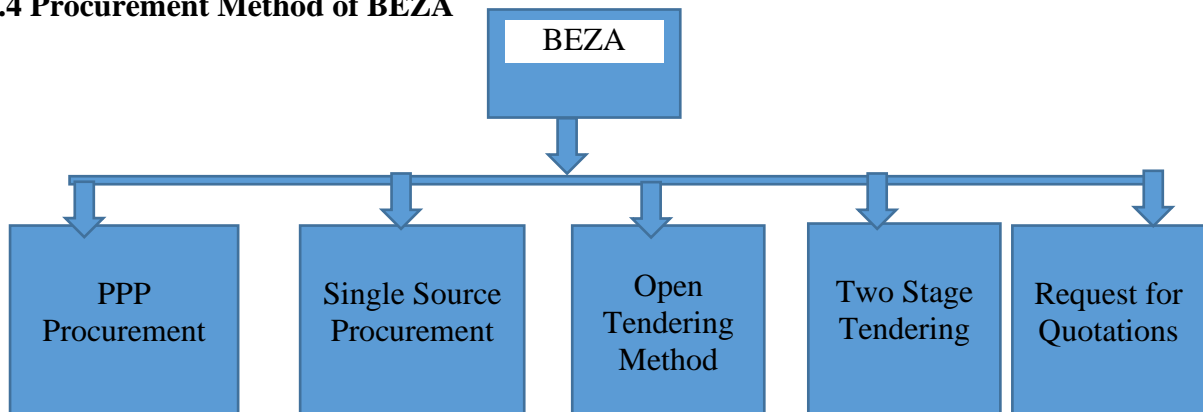 .4 Procurement Method of BEZA
BEZA
PPP
Procurement
Single Source
Procurement
Open
Tendering
Method
Two Stage
Tendering
Request for
Quotations